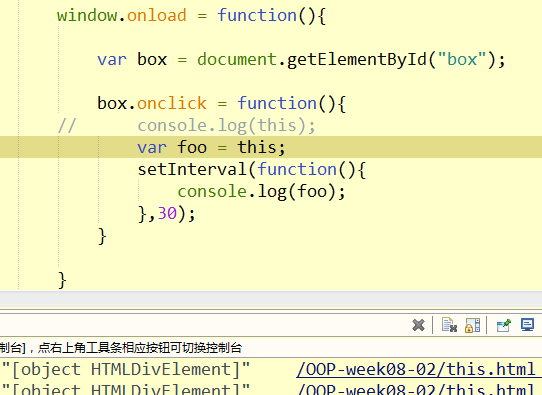 window.onload = function(){
var box = document.getElementById("box");
box.onclick = function(){
// console.log(this);
var foo = this;
setInterval(function(){
console.log(foo);
},30);
}
}
制台]，点右上角工具条相应按钮可切换控制台
"[object HTMLDivElement]" /OOP-week08-02/this.html
"[object HTMLDivElement]" /OOP-week08-02/this.html